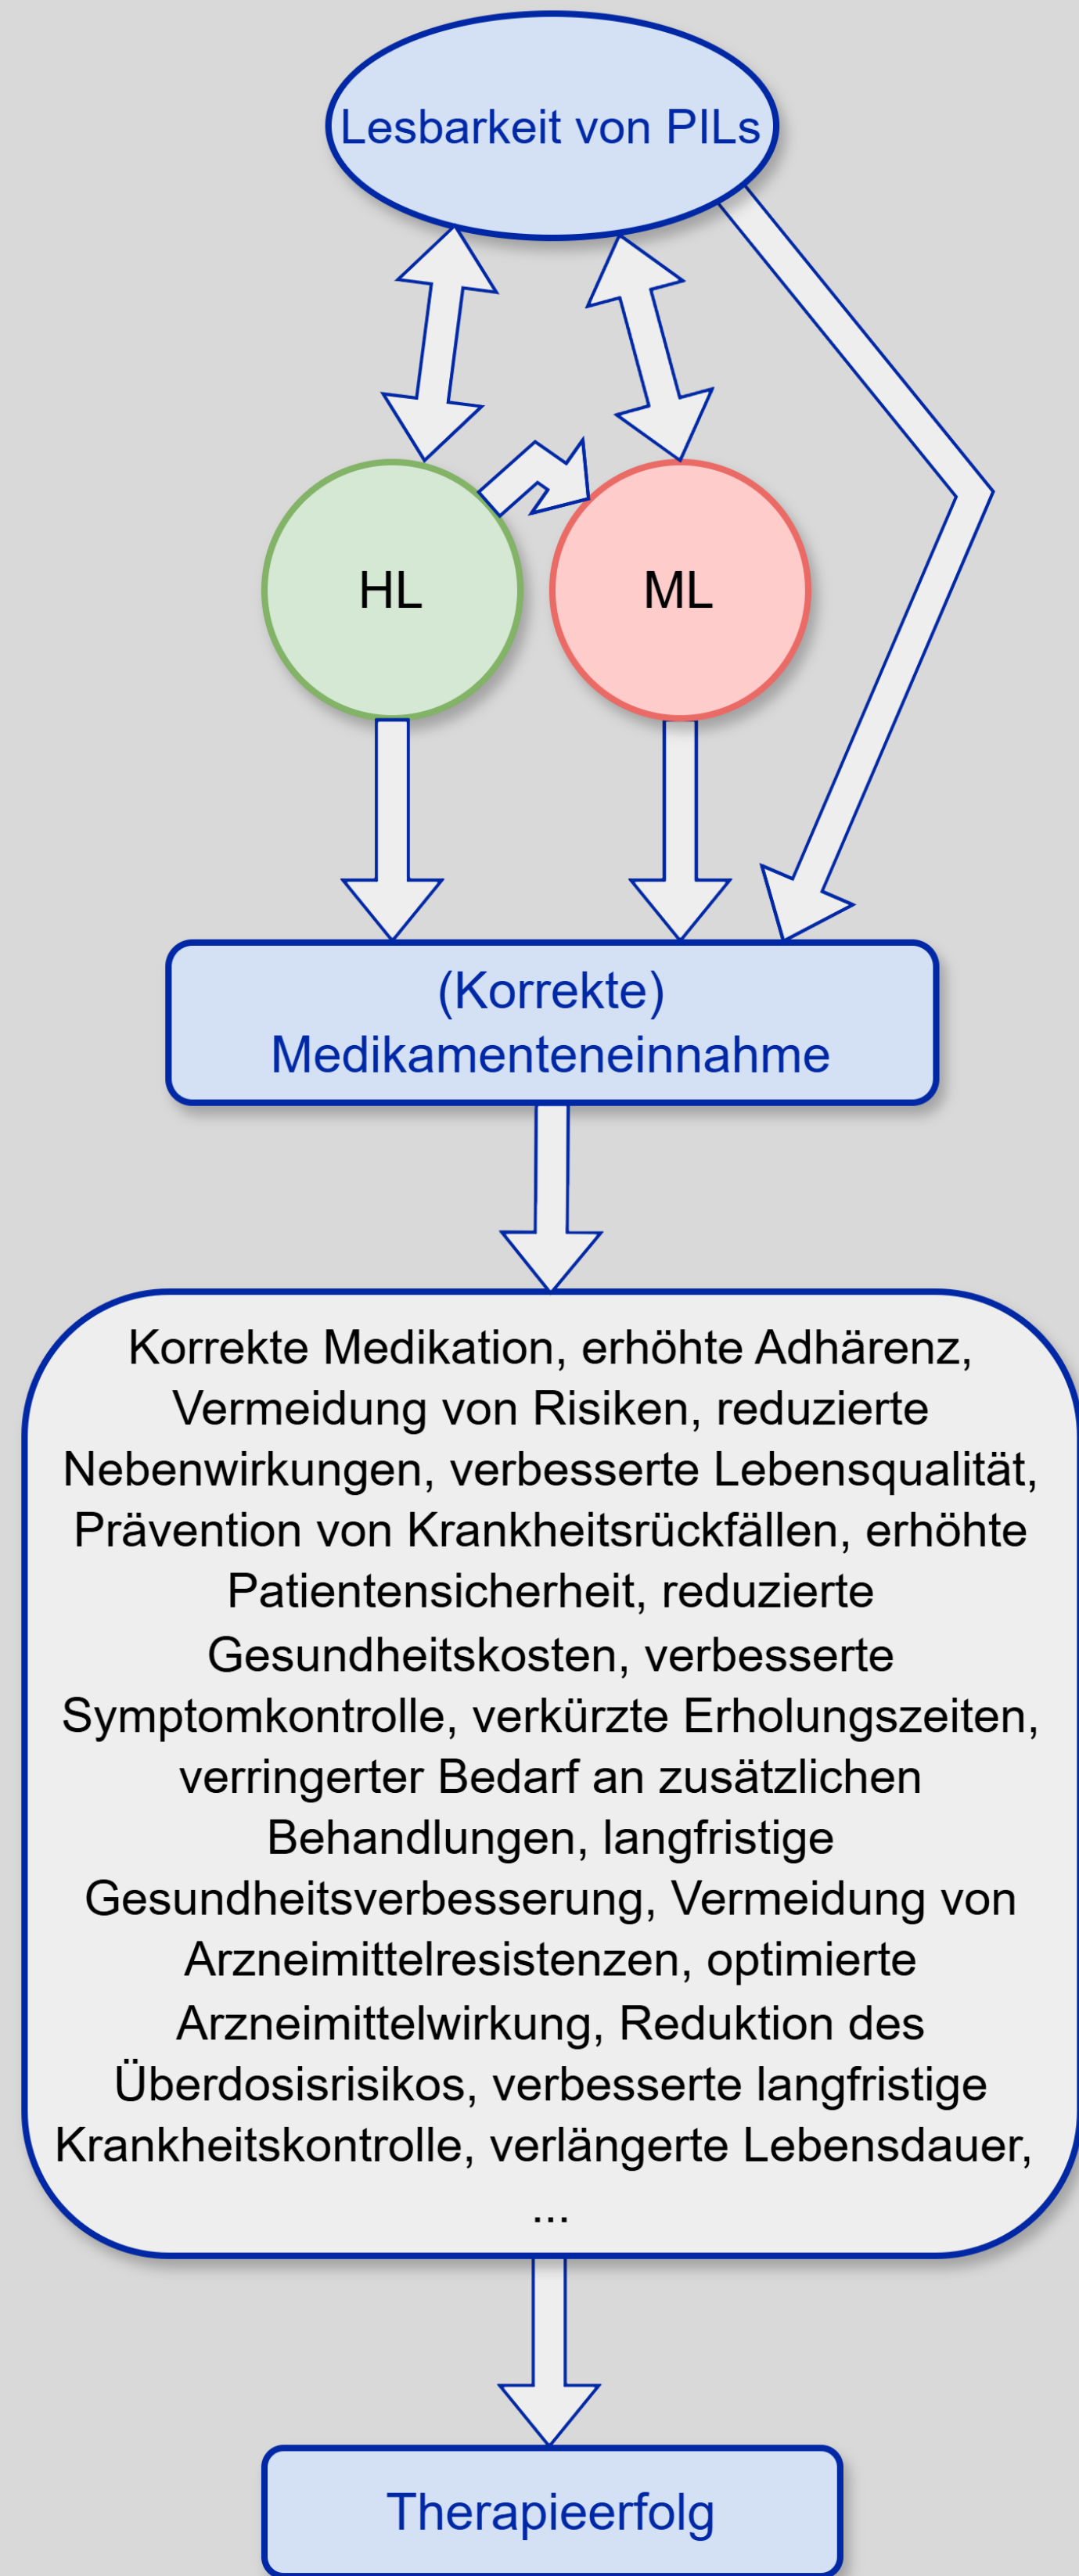 Lesbarkeit von PILs
HL
ML
(Korrekte)
Medikamenteneinnahme
Korrekte Medikation, erhöhte Adhärenz,
Vermeidung von Risiken, reduzierte
Nebenwirkungen, verbesserte Lebensqualität,
Prävention von Krankheitsrückfällen, erhöhte
Patientensicherheit, reduzierte
Gesundheitskosten, verbesserte
Symptomkontrolle, verkürzte Erholungszeiten,
verringerter Bedarf an zusätzlichen
Behandlungen, langfristige
Gesundheitsverbesserung, Vermeidung von
Arzneimittelresistenzen, optimierte
Arzneimittelwirkung, Reduktion des
Überdosisrisikos, verbesserte langfristige
Krankheitskontrolle, verlängerte Lebensdauer,
...
Therapieerfolg